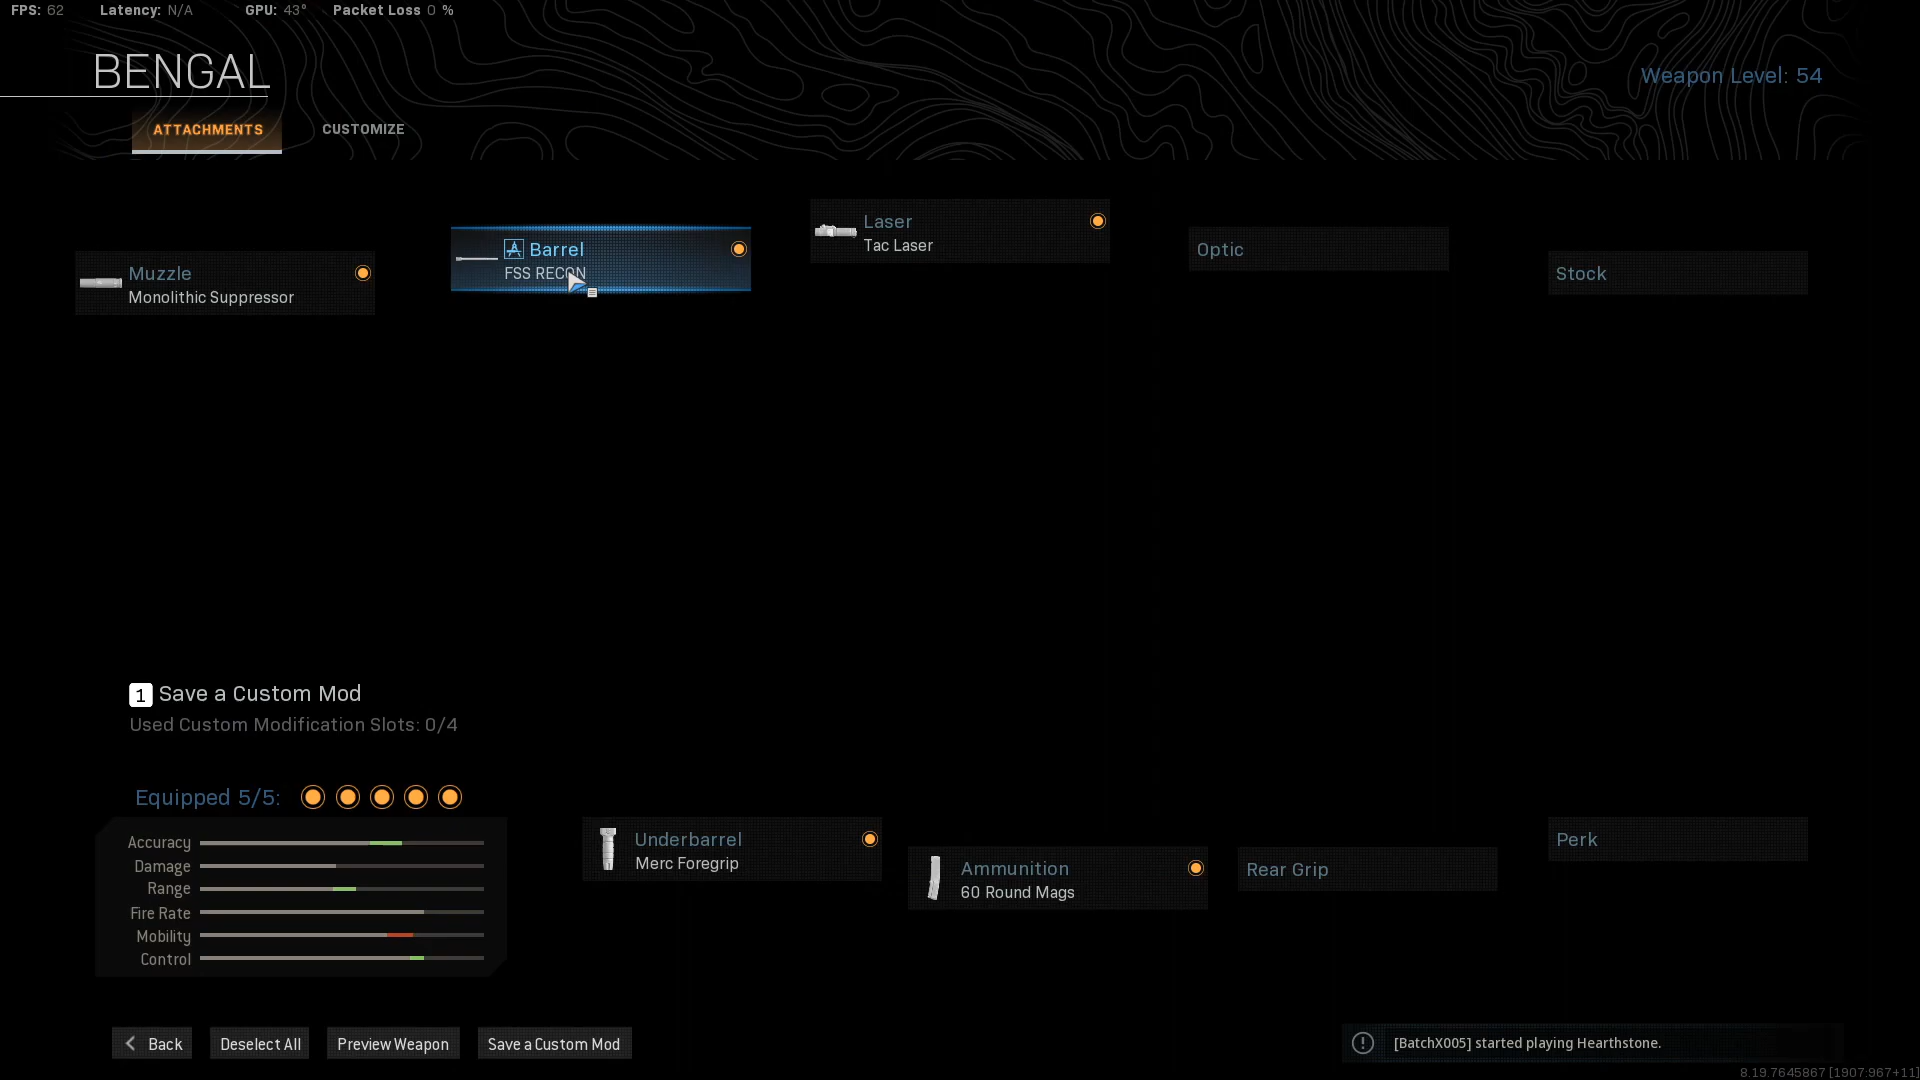 FPS: 62 Latency: N/A GPU: 43° Packet Loss 0 %
BENGAL
Weapon Level: 54
ATTACHMENTS
CUSTOMIZE
Muzzle
Monolithic Suppressor
Barrel
FSS RECON
Laser
Tac Laser
Optic
Stock
1 Save a Custom Mod
Used Custom Modification Slots: 0/4
Equipped 5/5:
Accuracy
Damage
Range
Fire Rate
Mobility
Control
Underbarrel
Merc Foregrip
Ammunition
60 Round Mags
Rear Grip
Perk
Back
Deselect All
Preview Weapon
Save a Custom Mod
[BatchX005] started playing Hearthstone.
8.19.7645867 [1907:967+11]